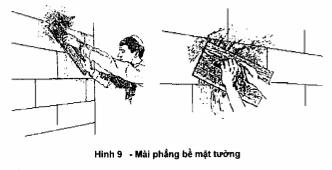 Hình 9 - Mài phẳng bề mặt tường